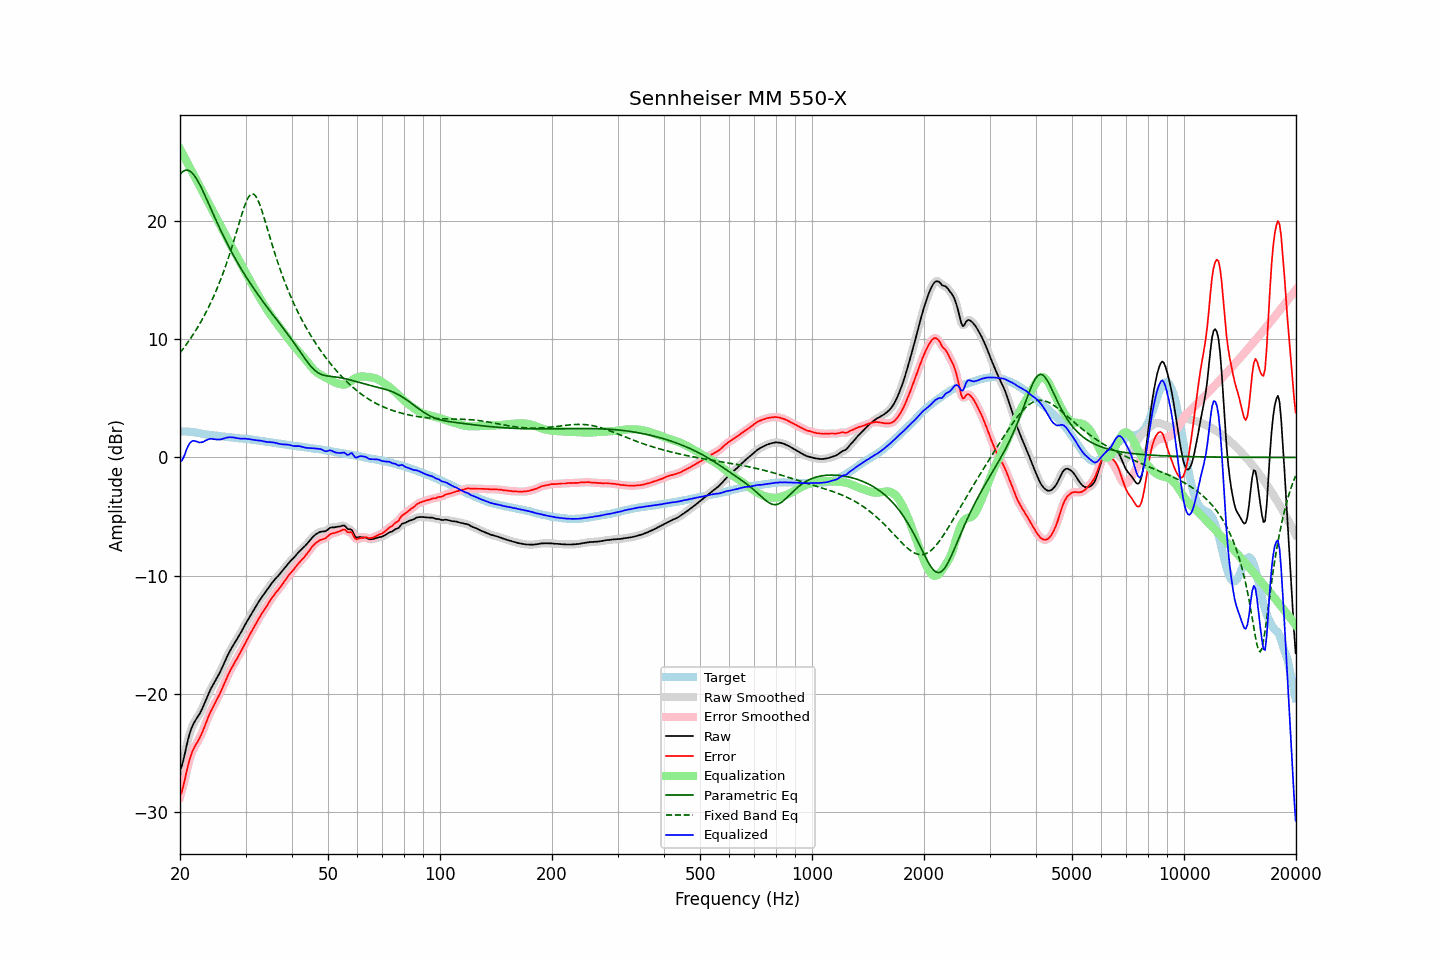 Sennheiser MM 550-X
Amplitude (dBr)
20
10
0
−10
−20
−30
Target
Raw Smoothed
Error Smoothed
Raw
Error
Equalization
Parametric Eq
Fixed Band Eq
Equalized
20 50 100 200 500 1000 2000 5000 10000 20000
Frequency (Hz)